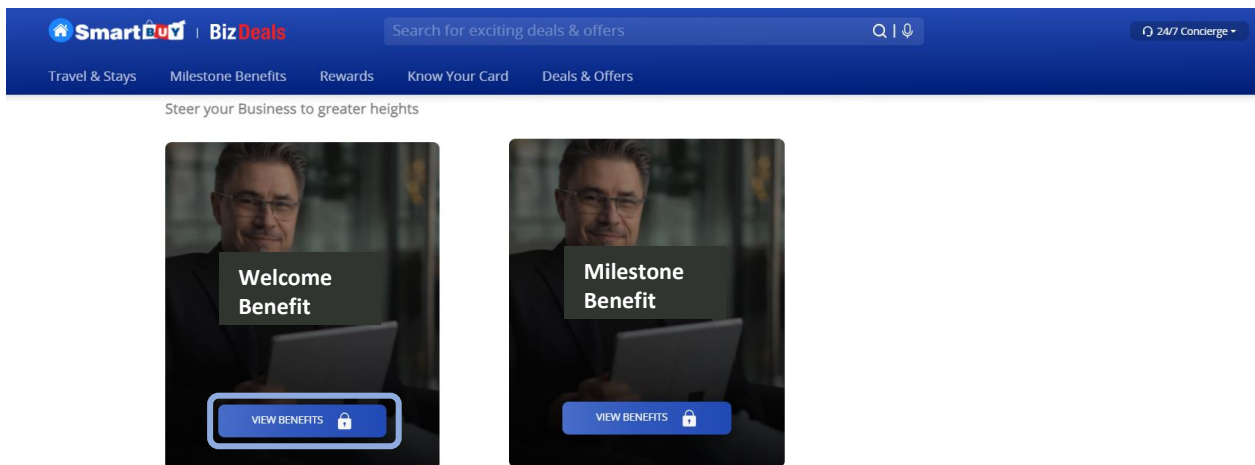 SmartBUY | BizDeals
Search for exciting deals & offers
24/7 Concierge
Travel & Stays Milestone Benefits Rewards Know Your Card Deals & Offers
Steer your Business to greater heights
Welcome
Benefit
VIEW BENEFITS
Milestone
Benefit
VIEW BENEFITS